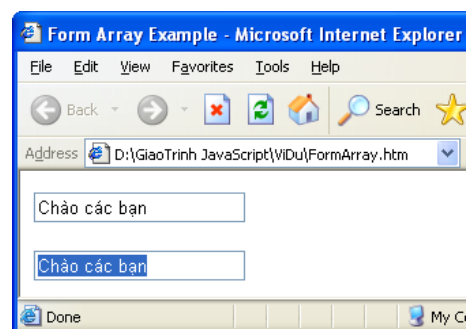 Form Array Example - Microsoft Internet Explorer
File Edit View Favorites Tools Help
Back Search
Address D:\GiaoTrinh JavaScript\ViDu\FormArray.htm
Chào các bạn
Chào các bạn
Done My